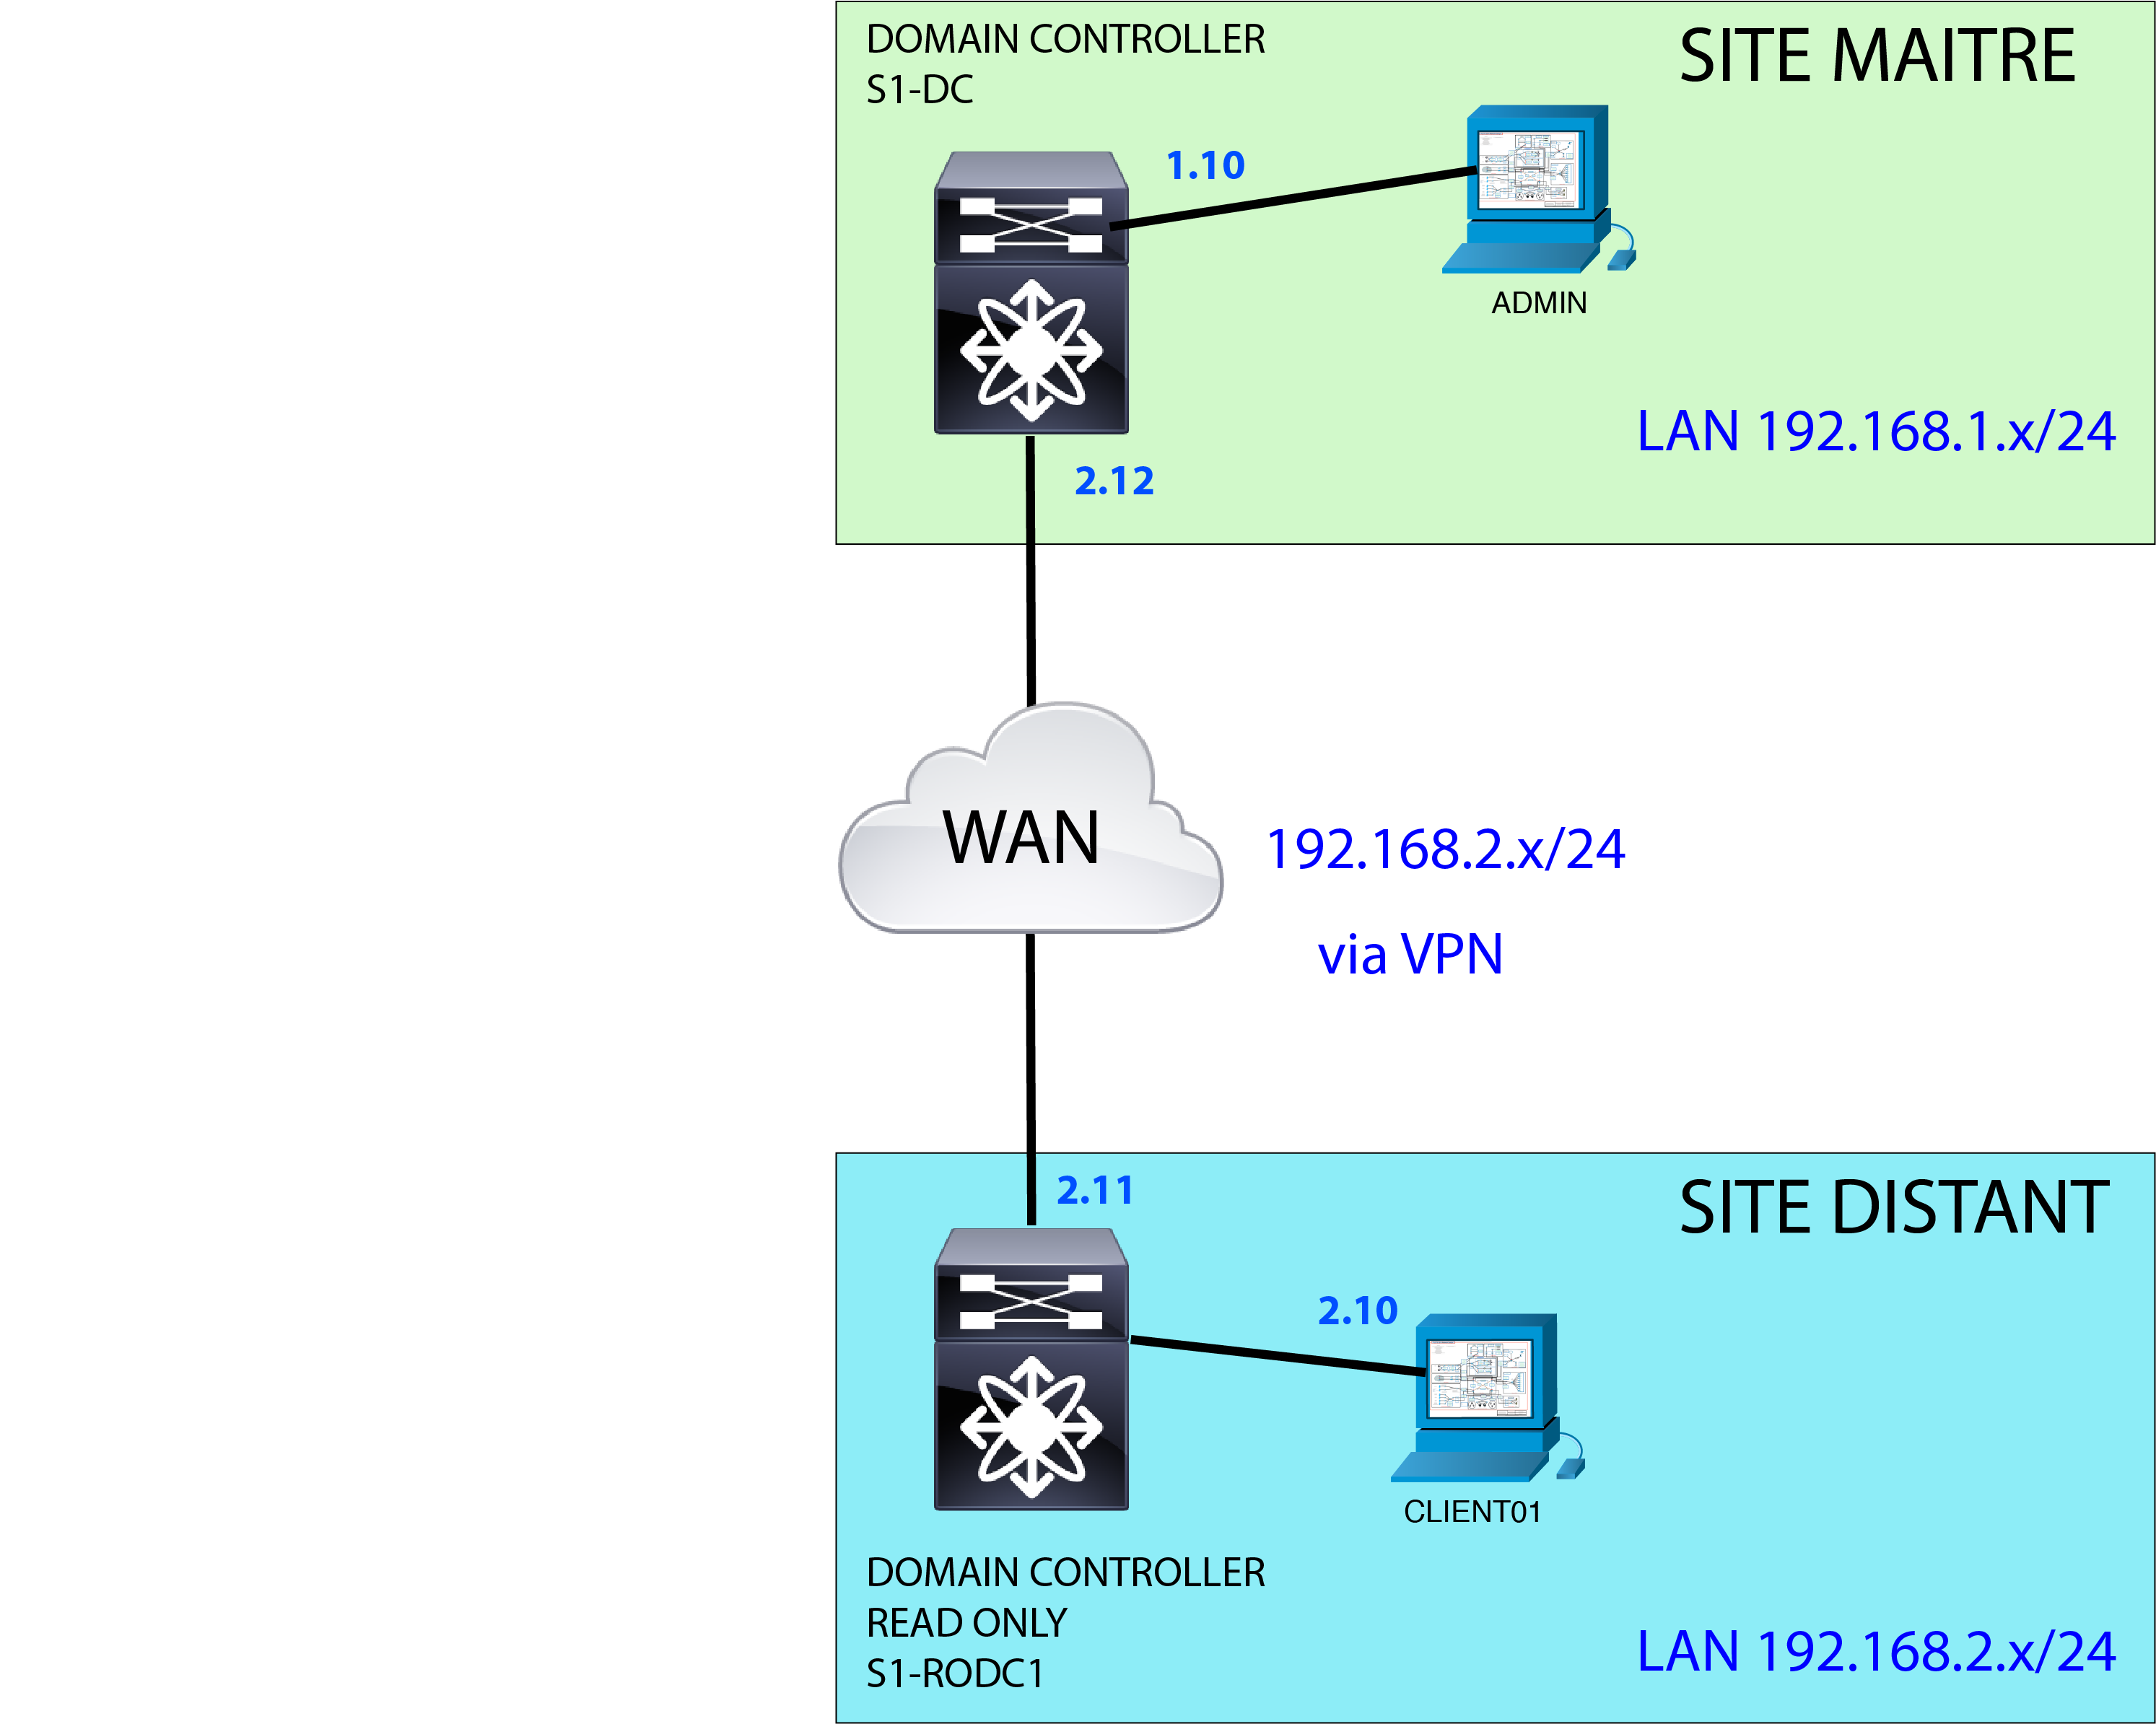 DOMAIN CONTROLLER
S1-DC
SITE MAITRE
1.10
ADMIN
LAN 192.168.1.x/24
2.12
WAN
192.168.2.x/24
via VPN
2.11
SITE DISTANT
2.10
CLIENT01
DOMAIN CONTROLLER
READ ONLY
S1-RODC1
LAN 192.168.2.x/24